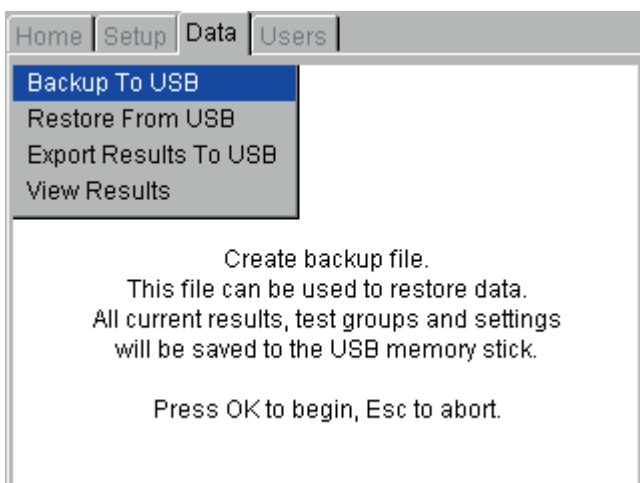 Home Setup Data Users
Backup To USB
Restore From USB
Export Results To USB
View Results
Create backup file.
This file can be used to restore data.
All current results, test groups and settings
will be saved to the USB memory stick.
Press OK to begin, Esc to abort.